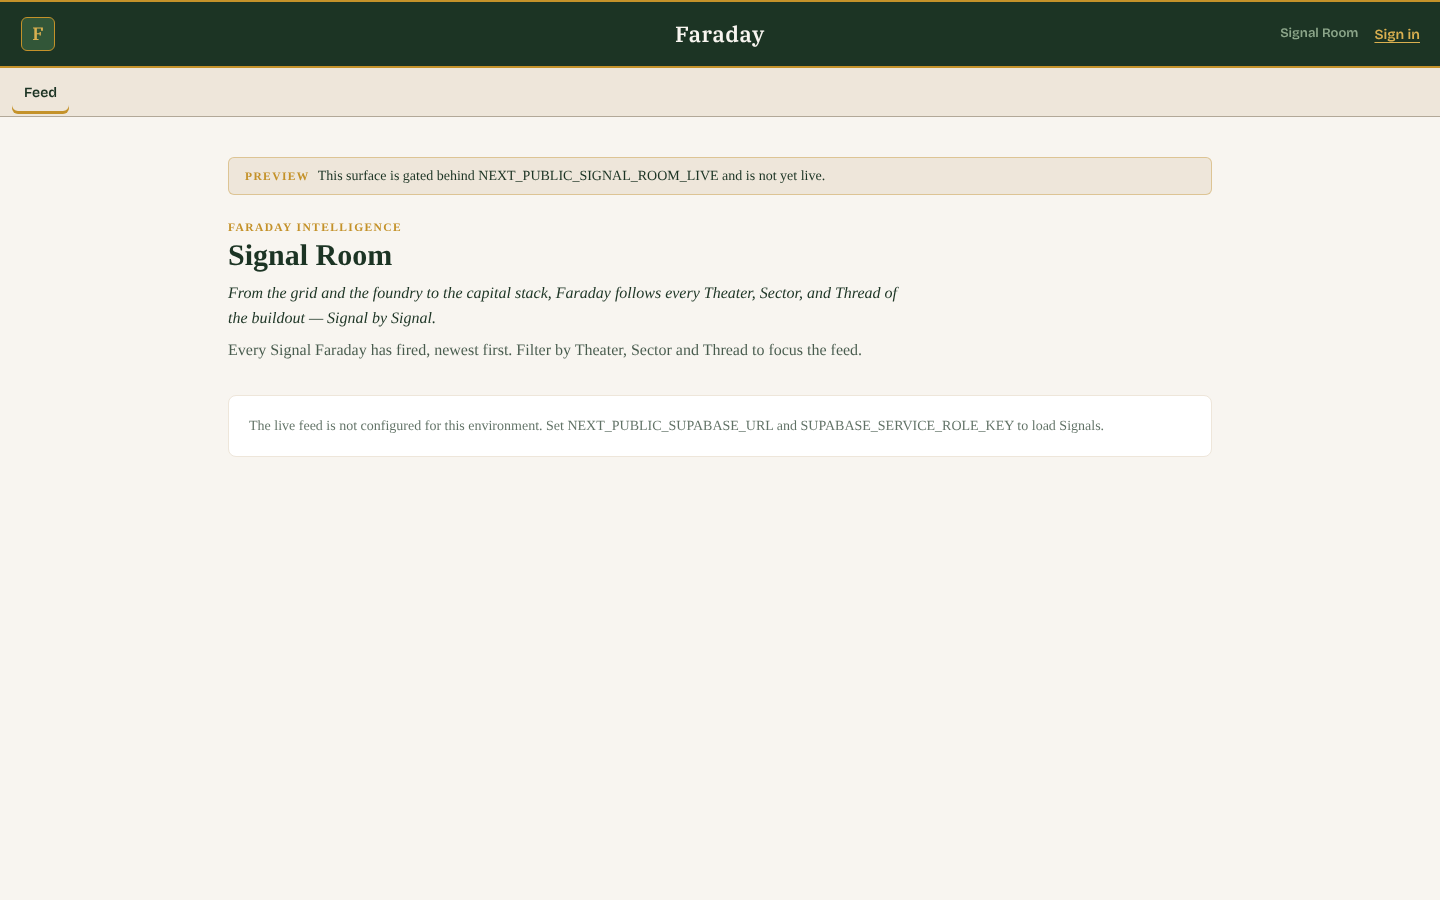 F
Faraday
Signal Room
Sign in
Feed
PREVIEW This surface is gated behind NEXT_PUBLIC_SIGNAL_ROOM_LIVE and is not yet live.
FARADAY INTELLIGENCE
Signal Room
From the grid and the foundry to the capital stack, Faraday follows every Theater, Sector, and Thread of
the buildout — Signal by Signal.
Every Signal Faraday has fired, newest first. Filter by Theater, Sector and Thread to focus the feed.
The live feed is not configured for this environment. Set NEXT_PUBLIC_SUPABASE_URL and SUPABASE_SERVICE_ROLE_KEY to load Signals.